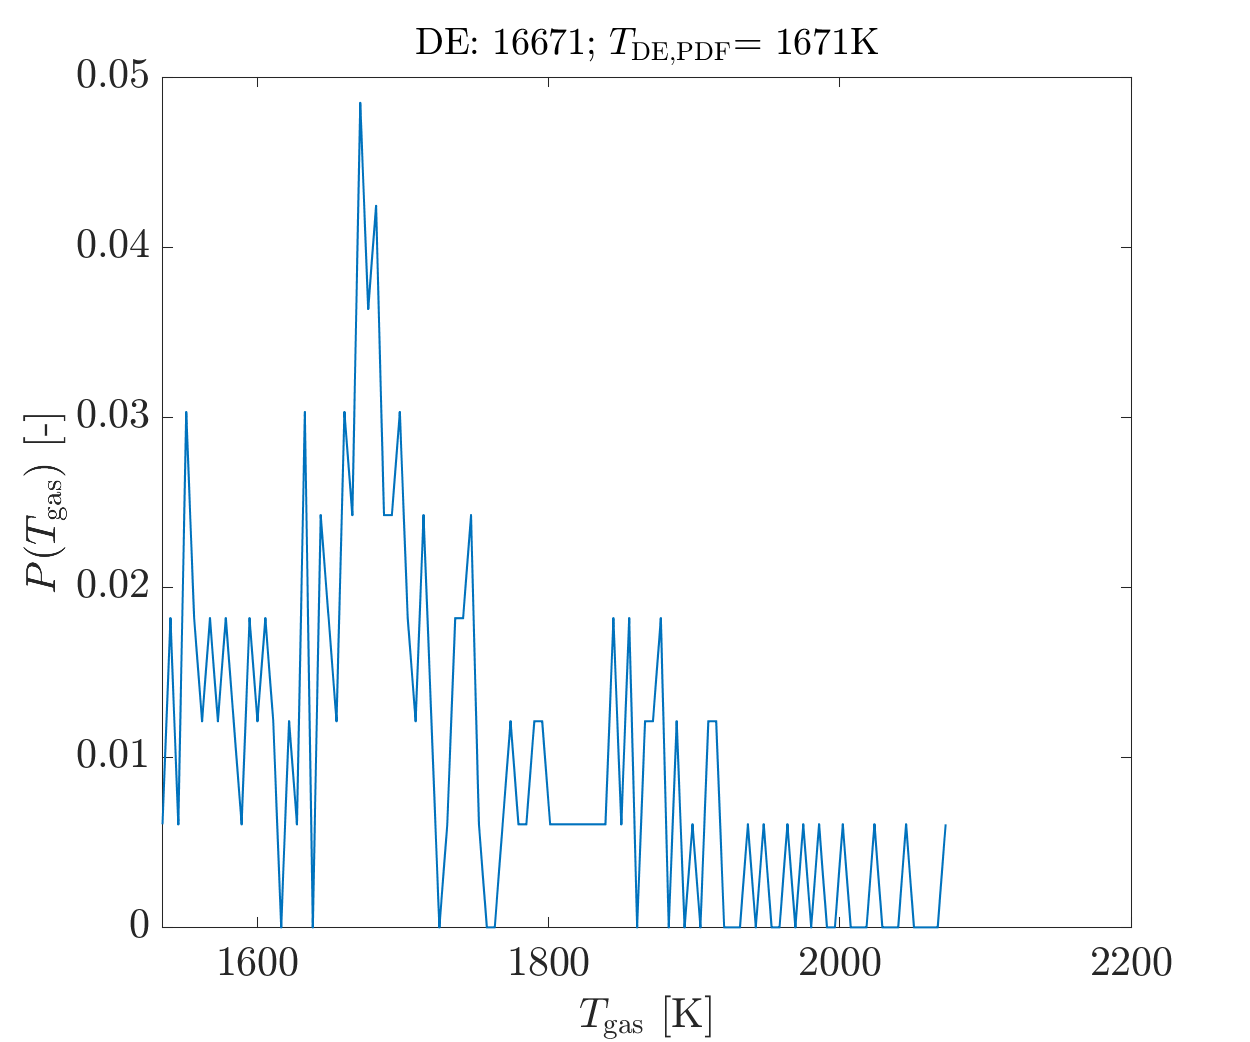 DE: 16671; T_DE,PDF= 1671K
0.05
0.04
0.03
0.02
0.01
0
P(T_gas) [-]
1600 1800 2000 2200
T_gas [K]